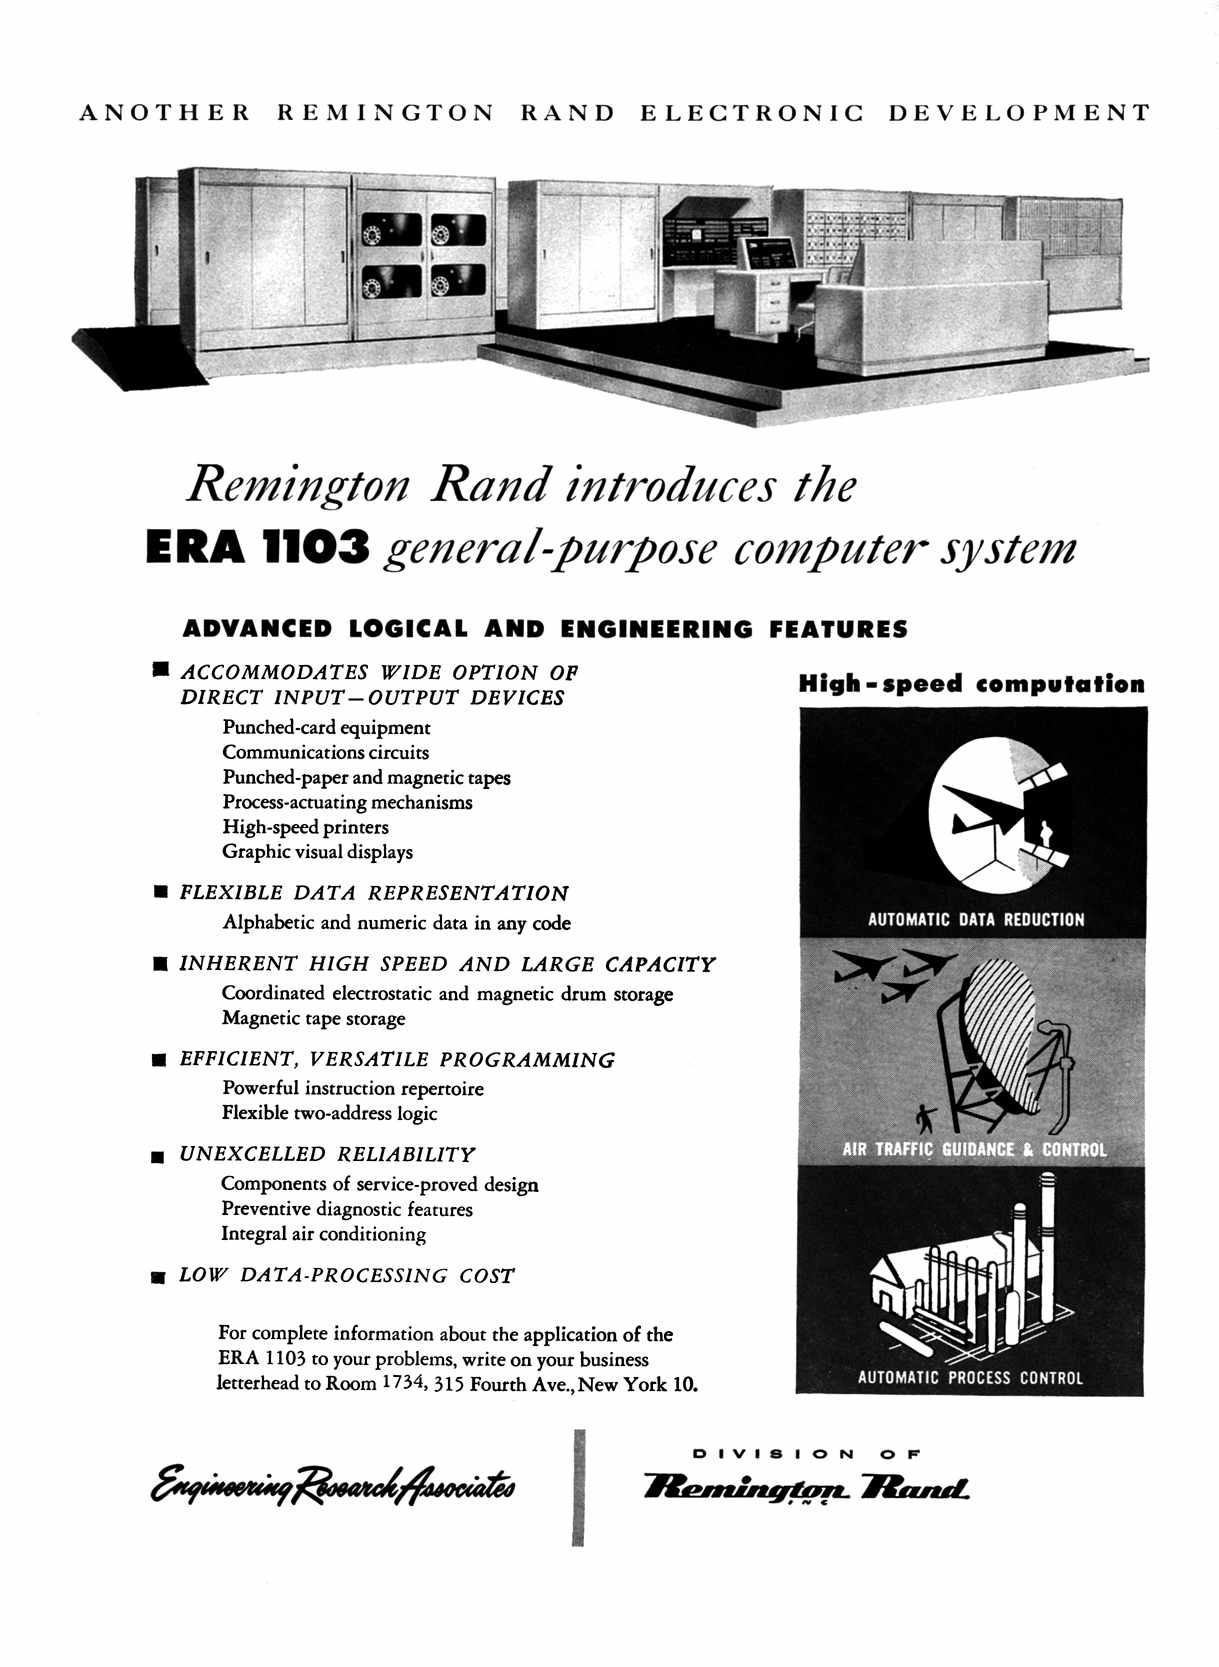 ANOTHER REMINGTON RAND ELECTRONIC DEVELOPMENT
Remington Rand introduces the
ERA 1103 general-purpose computer system
ADVANCED LOGICAL AND ENGINEERING FEATURES
■ ACCOMMODATES WIDE OPTION OF
DIRECT INPUT—OUTPUT DEVICES
Punched-card equipment
Communications circuits
Punched-paper and magnetic tapes
Process-actuating mechanisms
High-speed printers
Graphic visual displays
■ FLEXIBLE DATA REPRESENTATION
Alphabetic and numeric data in any code
■ INHERENT HIGH SPEED AND LARGE CAPACITY
Coordinated electrostatic and magnetic drum storage
Magnetic tape storage
■ EFFICIENT, VERSATILE PROGRAMMING
Powerful instruction repertoire
Flexible two-address logic
■ UNEXCELLED RELIABILITY
Components of service-proved design
Preventive diagnostic features
Integral air conditioning
■ LOW DATA-PROCESSING COST
For complete information about the application of the
ERA 1103 to your problems, write on your business
letterhead to Room 1734, 315 Fourth Ave., New York 10.
High-speed computation
AUTOMATIC DATA REDUCTION
AIR TRAFFIC GUIDANCE & CONTROL
AUTOMATIC PROCESS CONTROL
Engineering Research Associates
DIVISION OF
Remington Rand
INC